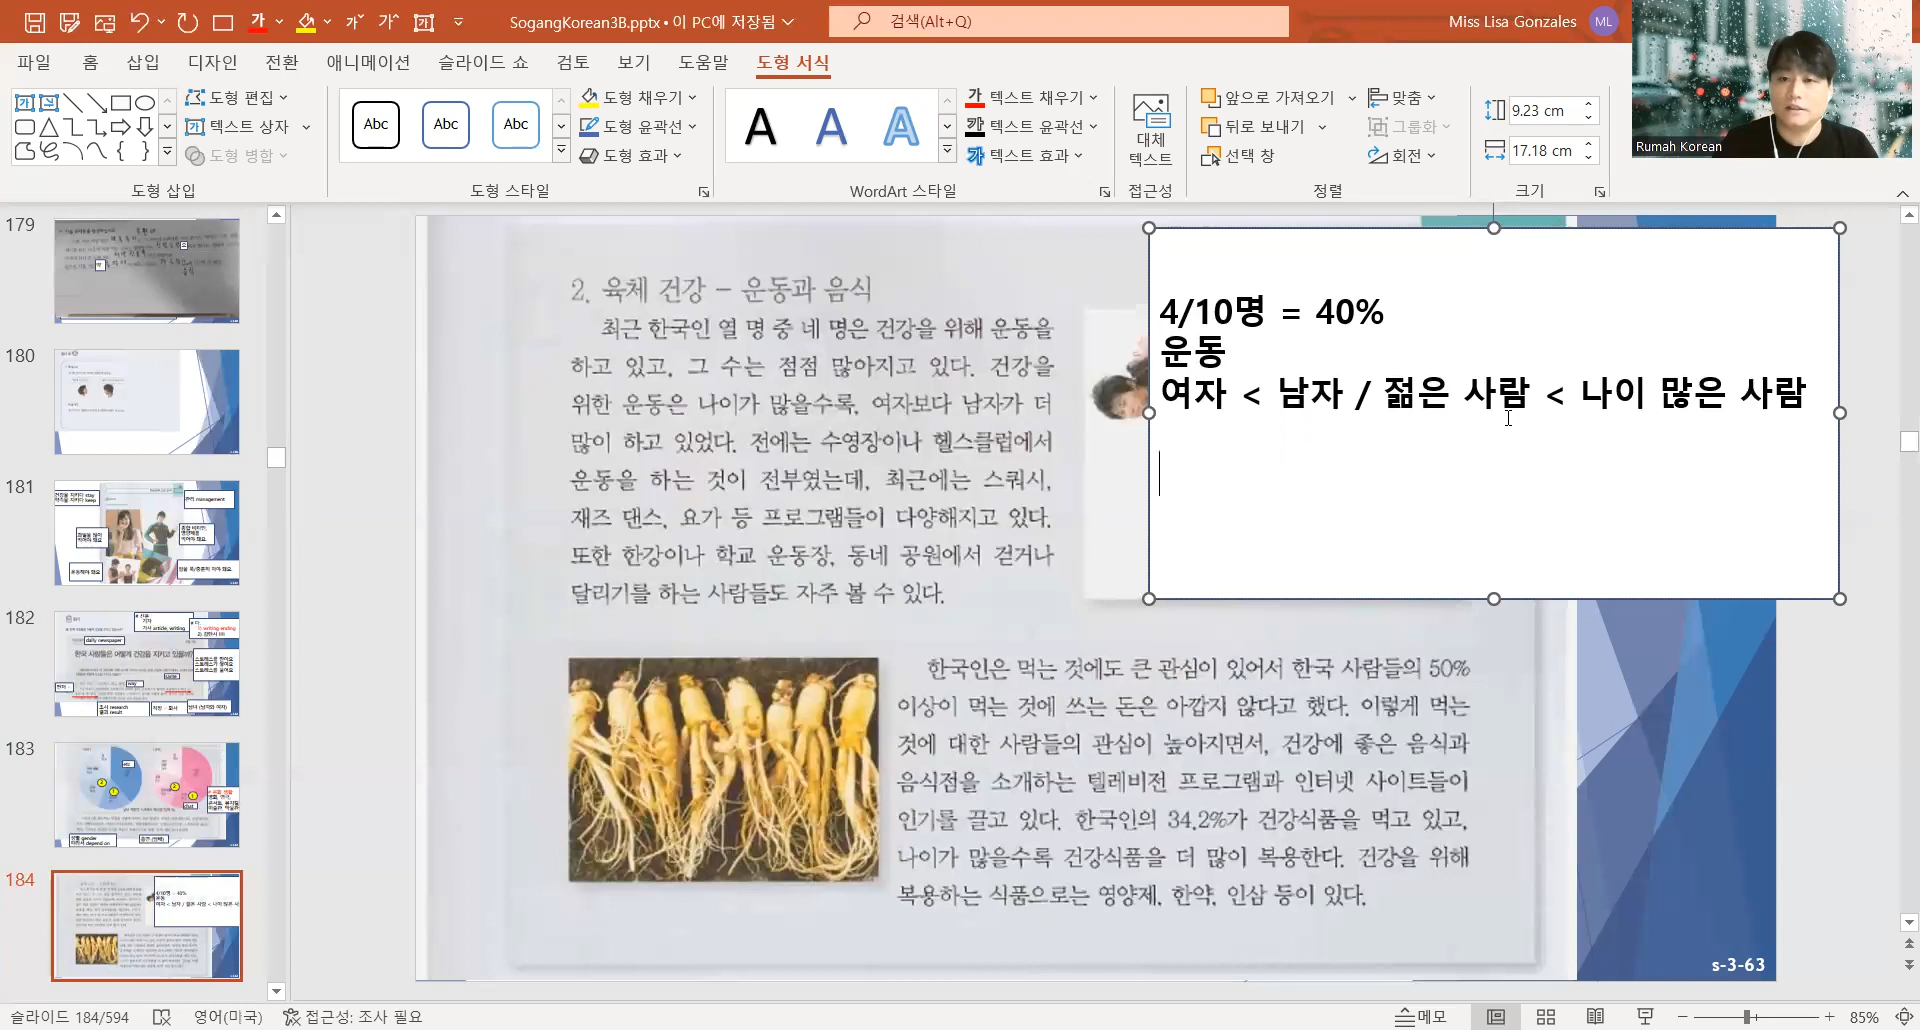 SogangKorean3B.pptx • 이 PC에 저장됨
검색(Alt+Q)
Miss Lisa Gonzales
ML
파일 홈 삽입 디자인 전환 애니메이션 슬라이드 쇼 검토 보기 도움말 도형 서식
도형 편집
텍스트 상자
도형 병합
도형 삽입
Abc Abc Abc
도형 채우기
도형 윤곽선
도형 효과
도형 스타일
A A A
텍스트 채우기
텍스트 윤곽선
텍스트 효과
WordArt 스타일
대체
텍스트
접근성
앞으로 가져오기
뒤로 보내기
선택 창
맞춤
그룹화
회전
정렬
9.23 cm
17.18 cm
크기
Rumah Korean
179
180
181
182
183
184
2. 육체 건강 - 운동과 음식
최근 한국인 열 명 중 네 명은 건강을 위해 운동을
하고 있고, 그 수는 점점 많아지고 있다. 건강을
위한 운동은 나이가 많을수록, 여자보다 남자가 더
많이 하고 있었다. 전에는 수영장이나 헬스클럽에서
운동을 하는 것이 전부였는데, 최근에는 스쿼시,
재즈 댄스, 요가 등 프로그램들이 다양해지고 있다.
또한 한강이나 학교 운동장, 동네 공원에서 걷거나
달리기를 하는 사람들도 자주 볼 수 있다.
4/10명 = 40%
운동
여자 < 남자 / 젊은 사람 < 나이 많은 사람
한국인은 먹는 것에도 큰 관심이 있어서 한국 사람들의 50%
이상이 먹는 것에 쓰는 돈은 아깝지 않다고 했다. 이렇게 먹는
것에 대한 사람들의 관심이 높아지면서, 건강에 좋은 음식과
음식점을 소개하는 텔레비전 프로그램과 인터넷 사이트들이
인기를 끌고 있다. 한국인의 34.2%가 건강식품을 먹고 있고,
나이가 많을수록 건강식품을 더 많이 복용한다. 건강을 위해
복용하는 식품으로는 영양제, 한약, 인삼 등이 있다.
s-3-63
슬라이드 184/594
영어(미국)
접근성: 조사 필요
메모
85%